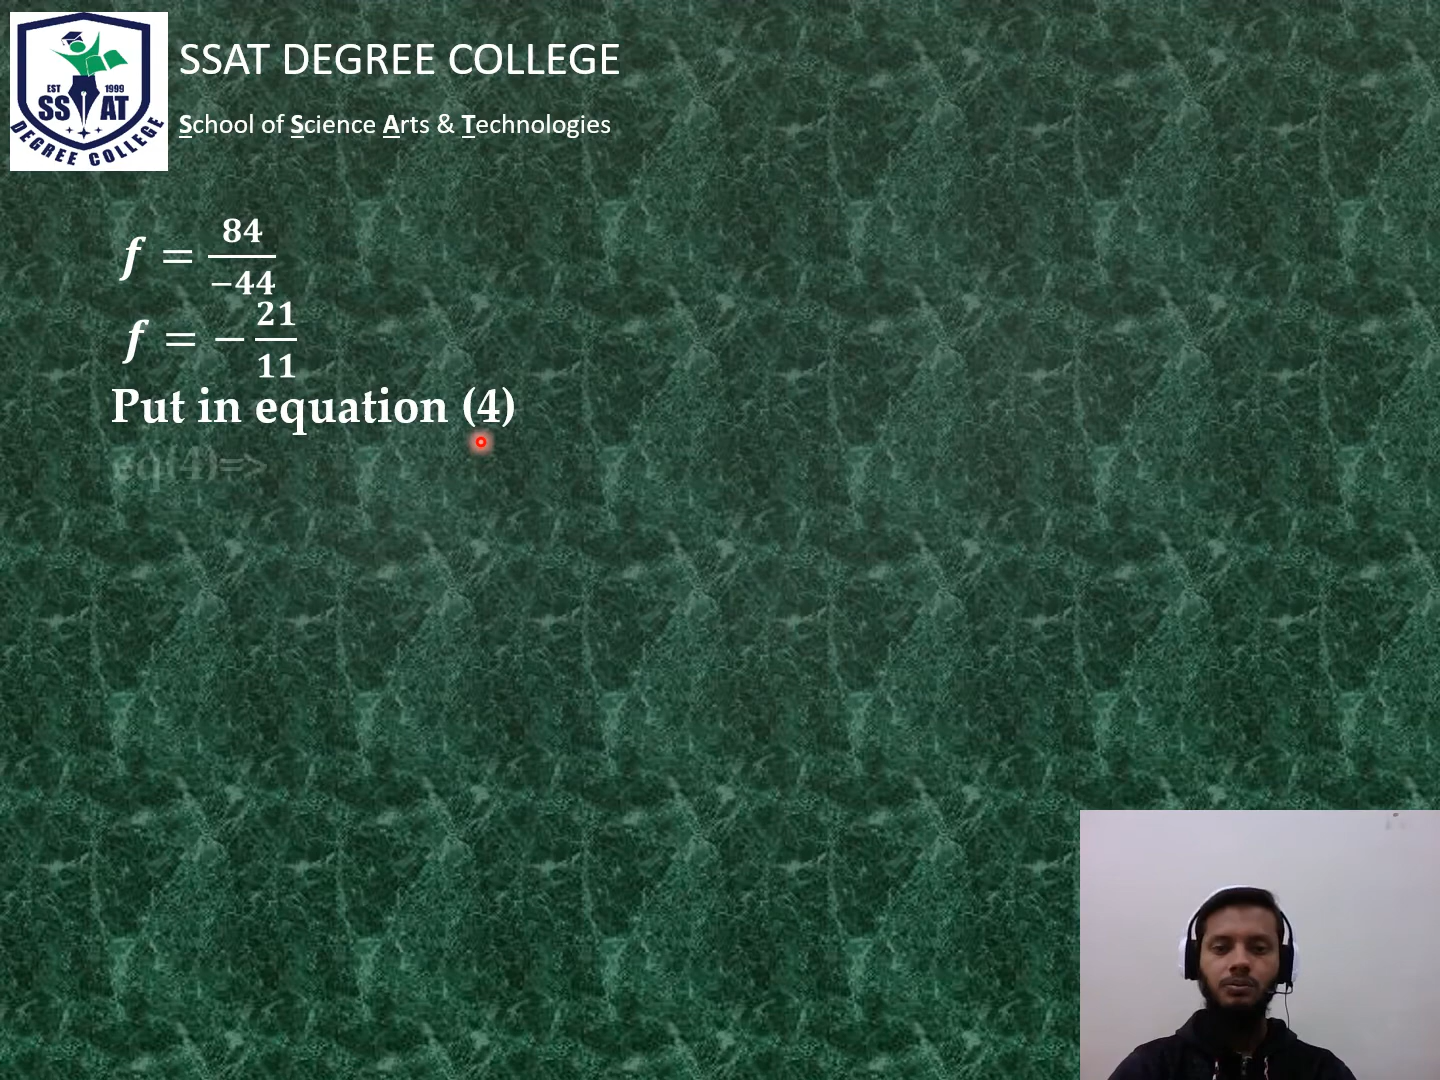 EST 1999
SSAT
DEGREE COLLEGE
SSAT DEGREE COLLEGE
School of Science Arts & Technologies
f = 84/−44
f = − 21/11
Put in equation (4)
eq(4)=>